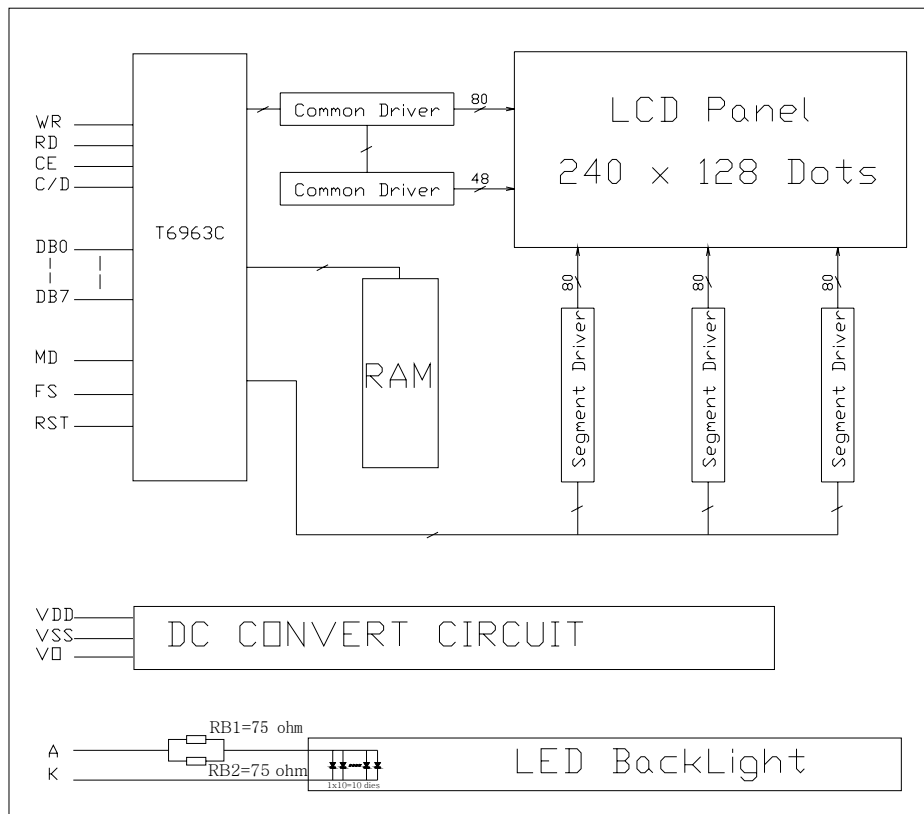 WR
RD
CE
C/D
DB0
DB7
MD
FS
RST
T6963C
Common Driver
80
Common Driver
48
LCD Panel
240 x 128 Dots
RAM
80
80
80
Segment Driver
Segment Driver
Segment Driver
VDD
VSS
VO
DC CONVERT CIRCUIT
RB1=75 ohm
A
K
RB2=75 ohm
1x10=10 dies
LED BackLight